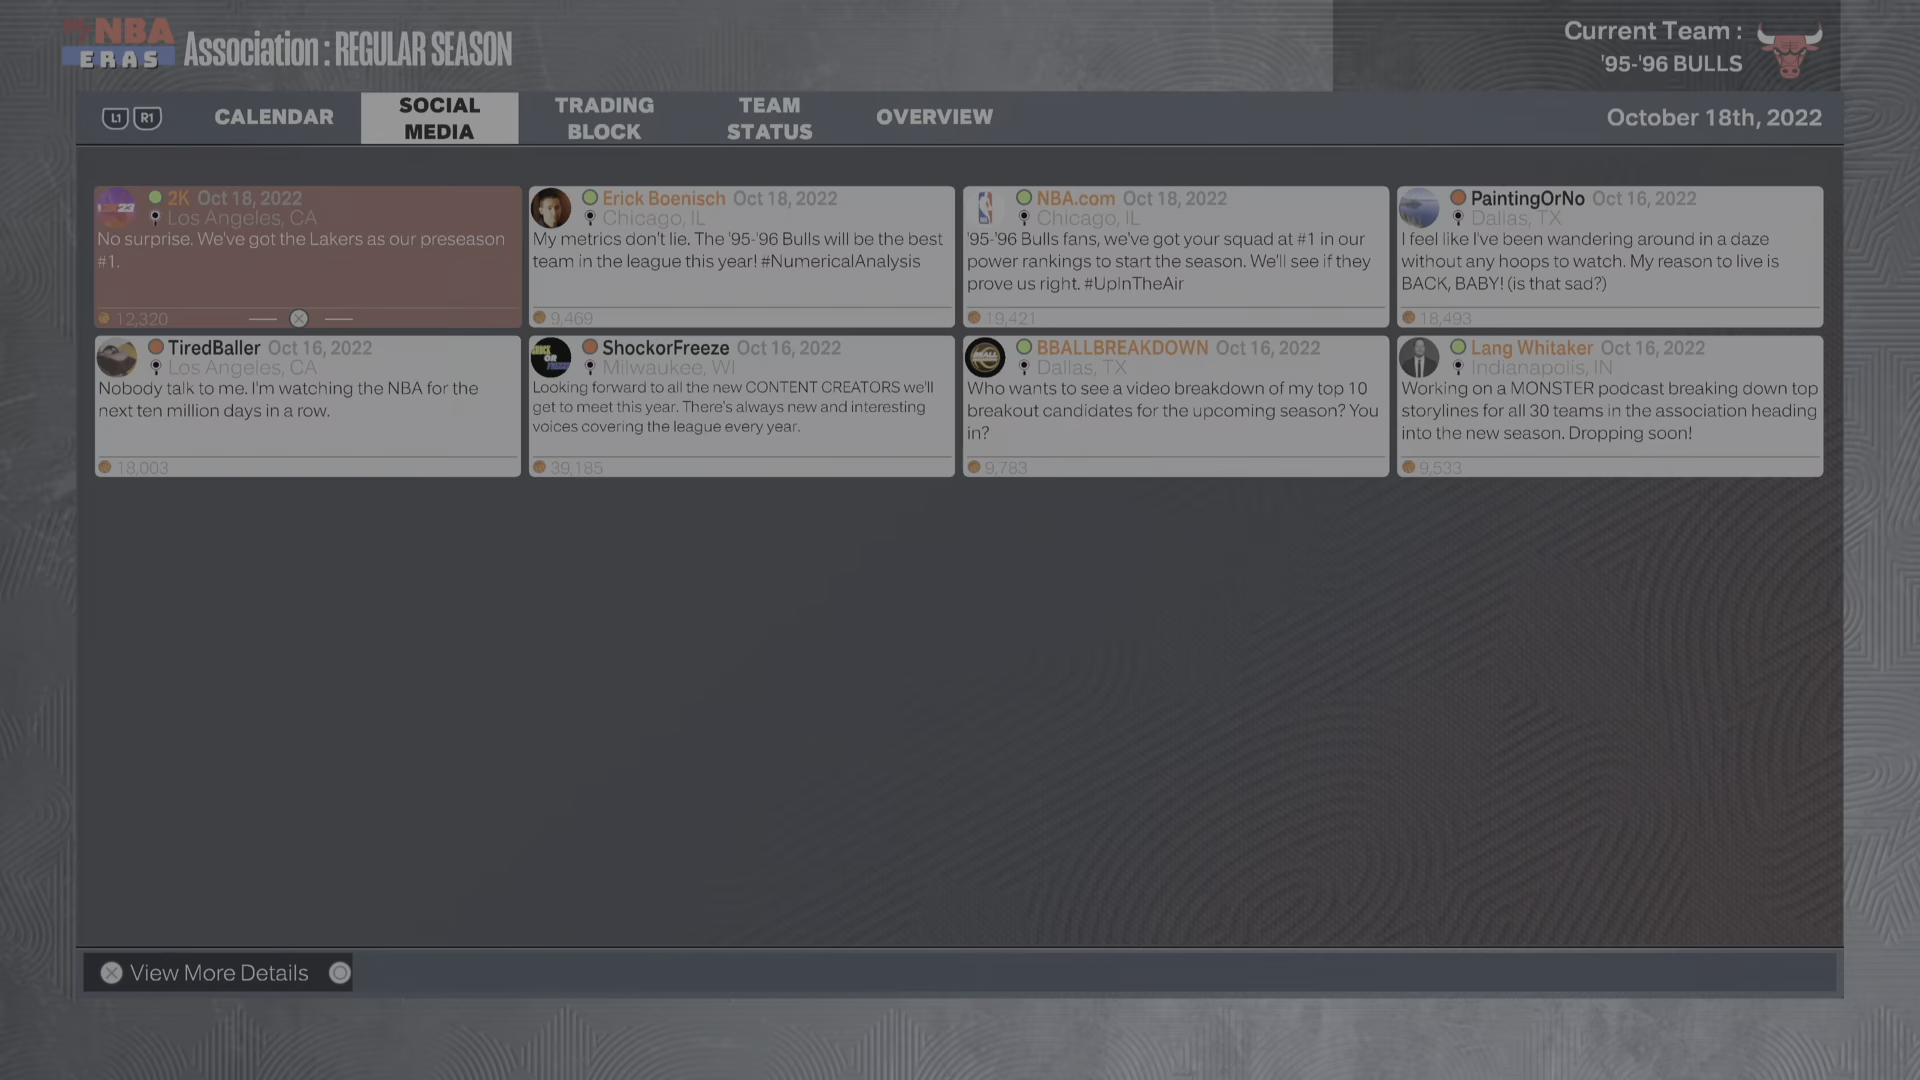 MyNBA
ERAS
Association : REGULAR SEASON
Current Team :
'95-'96 BULLS
L1 R1
CALENDAR
SOCIAL
MEDIA
TRADING
BLOCK
TEAM
STATUS
OVERVIEW
October 18th, 2022
2K Oct 18, 2022
Los Angeles, CA
No surprise. We've got the Lakers as our preseason
#1.
12,320
Erick Boenisch Oct 18, 2022
Chicago, IL
My metrics don't lie. The '95-'96 Bulls will be the best
team in the league this year! #NumericalAnalysis
9,469
NBA.com Oct 18, 2022
Chicago, IL
'95-'96 Bulls fans, we've got your squad at #1 in our
power rankings to start the season. We'll see if they
prove us right. #UpInTheAir
19,421
PaintingOrNo Oct 16, 2022
Dallas, TX
I feel like I've been wandering around in a daze
without any hoops to watch. My reason to live is
BACK, BABY! (is that sad?)
18,493
TiredBaller Oct 16, 2022
Los Angeles, CA
Nobody talk to me. I'm watching the NBA for the
next ten million days in a row.
18,003
ShockorFreeze Oct 16, 2022
Milwaukee, WI
Looking forward to all the new CONTENT CREATORS we'll
get to meet this year. There's always new and interesting
voices covering the league every year.
39,185
BBALLBREAKDOWN Oct 16, 2022
Dallas, TX
Who wants to see a video breakdown of my top 10
breakout candidates for the upcoming season? You
in?
9,783
Lang Whitaker Oct 16, 2022
Indianapolis, IN
Working on a MONSTER podcast breaking down top
storylines for all 30 teams in the association heading
into the new season. Dropping soon!
9,533
View More Details